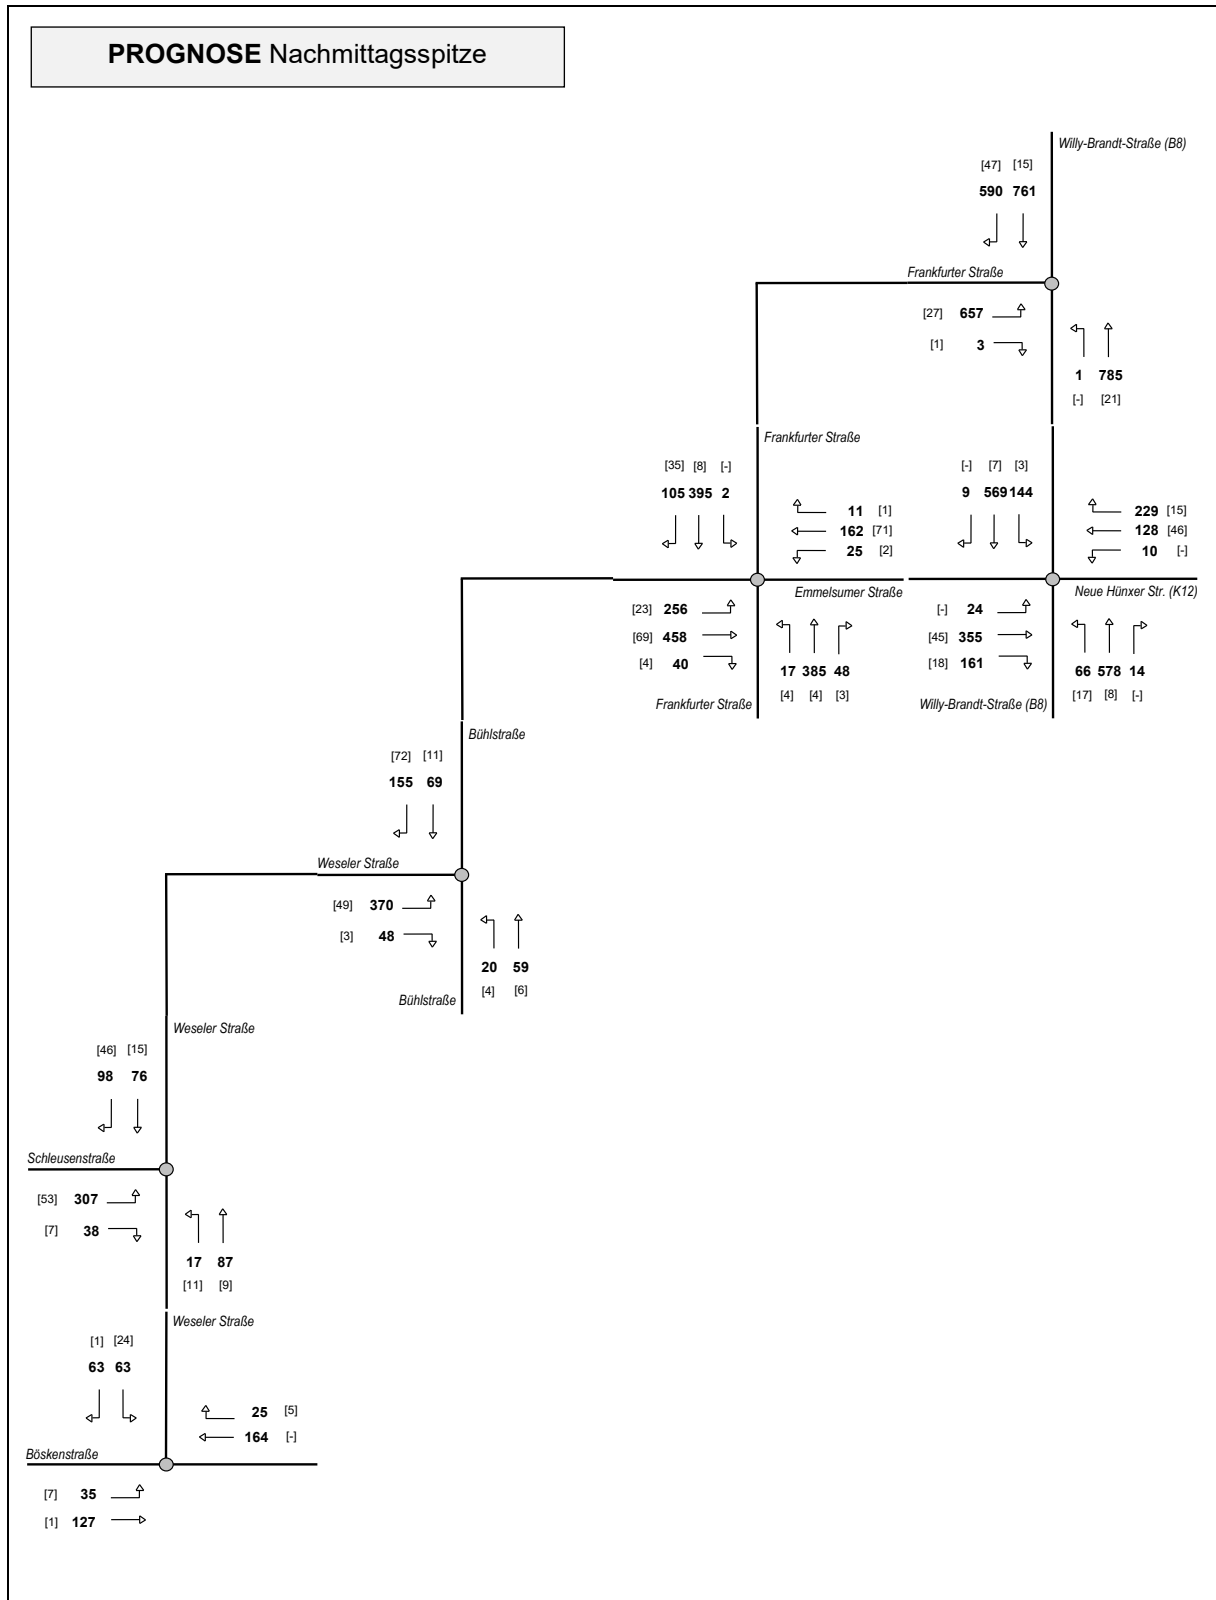 PROGNOSE Nachmittagsspitze
Willy-Brandt-Straße (B8)
[47] [15]
590 761
Frankfurter Straße
[27] 657
[1] 3
1 785
[-] [21]
Frankfurter Straße
[35] [8] [-]
105 395 2
11 [1]
162 [71]
25 [2]
[-] [7] [3]
9 569 144
229 [15]
128 [46]
10 [-]
Emmelsumer Straße
Neue Hünxer Str. (K12)
[23] 256
[69] 458
[4] 40
17 385 48
[4] [4] [3]
Frankfurter Straße
[-] 24
[45] 355
[18] 161
66 578 14
[17] [8] [-]
Willy-Brandt-Straße (B8)
Bühlstraße
[72] [11]
155 69
Weseler Straße
[49] 370
[3] 48
20 59
[4] [6]
Bühlstraße
Weseler Straße
[46] [15]
98 76
Schleusenstraße
[53] 307
[7] 38
17 87
[11] [9]
Weseler Straße
[1] [24]
63 63
25 [5]
164 [-]
Böskenstraße
[7] 35
[1] 127